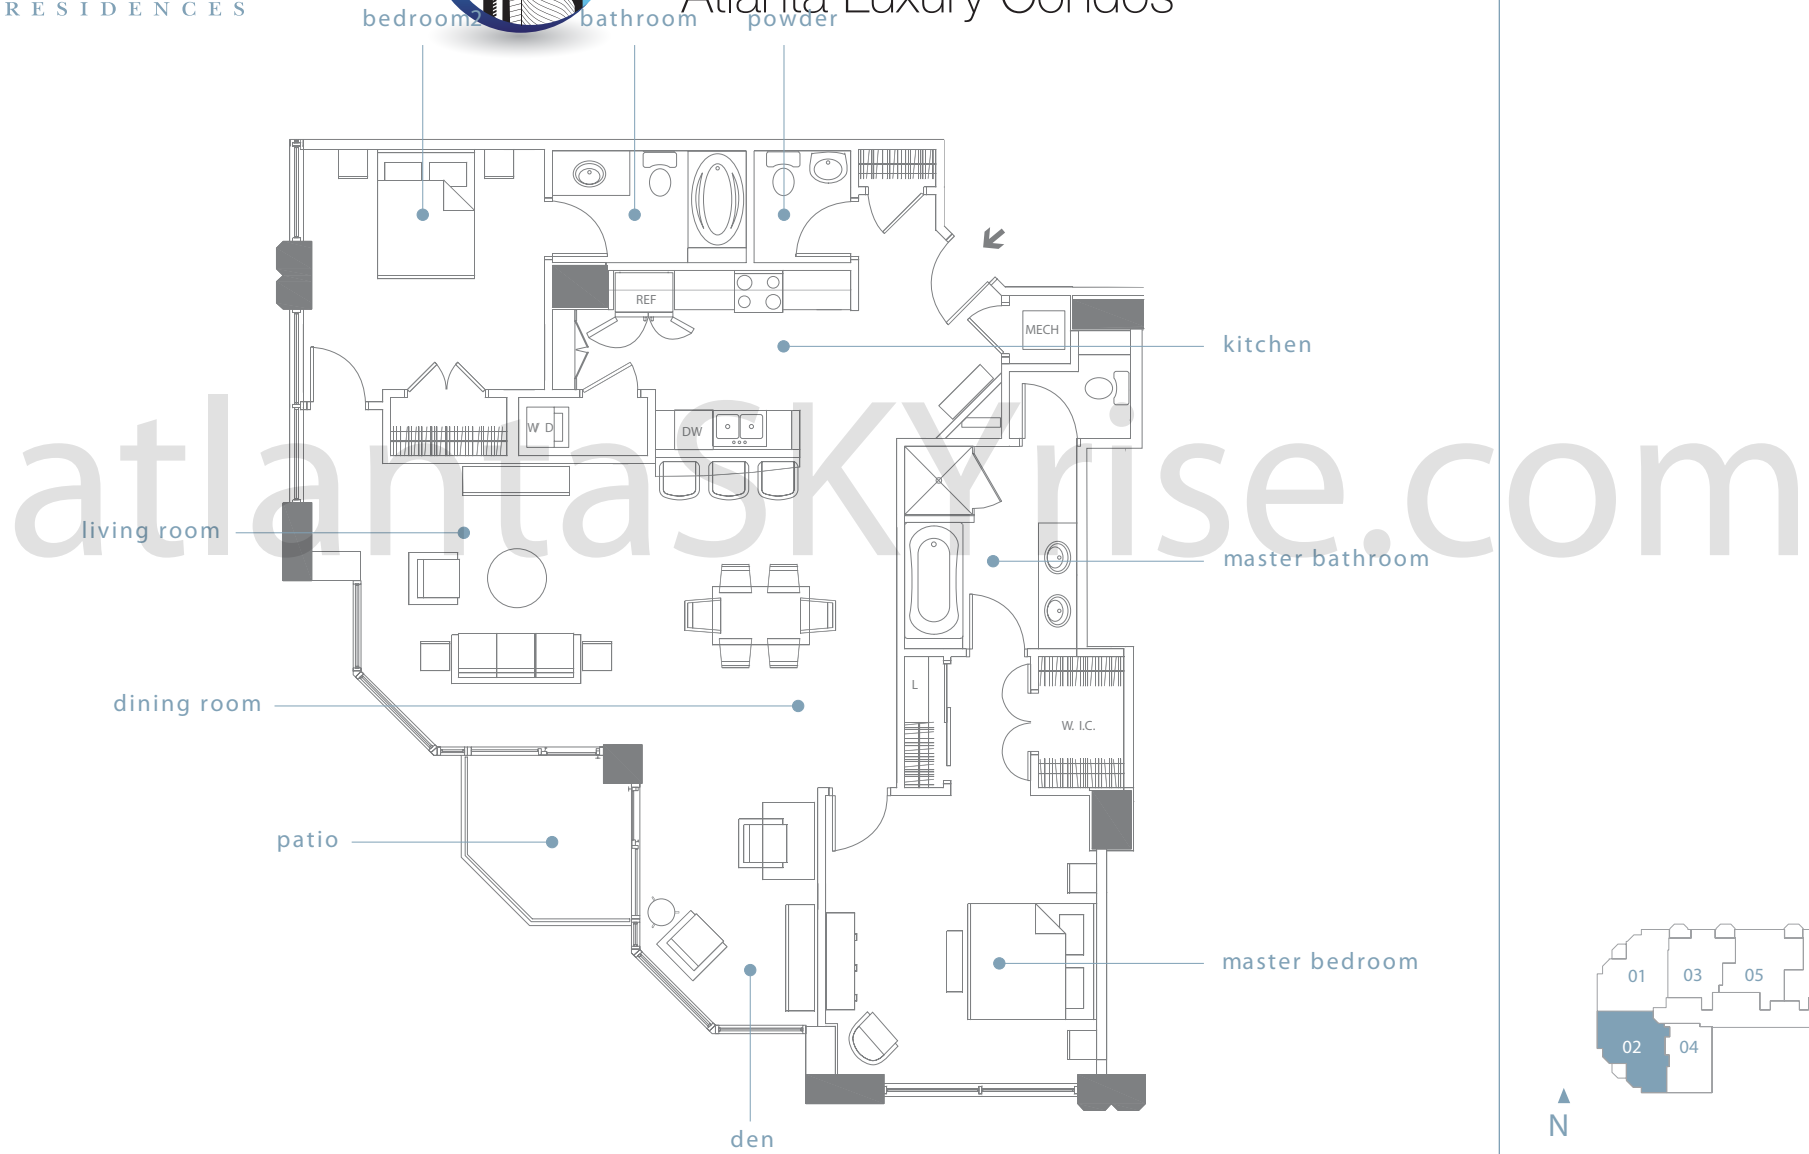 RESIDENCES
Atlanta Luxury Condos
bedroom2
bathroom
powder
REF
MECH
kitchen
W D
DW
atlantaSKYrise.com
living room
master bathroom
L
dining room
W. I.C.
patio
master bedroom
01
03
05
02
04
N
den